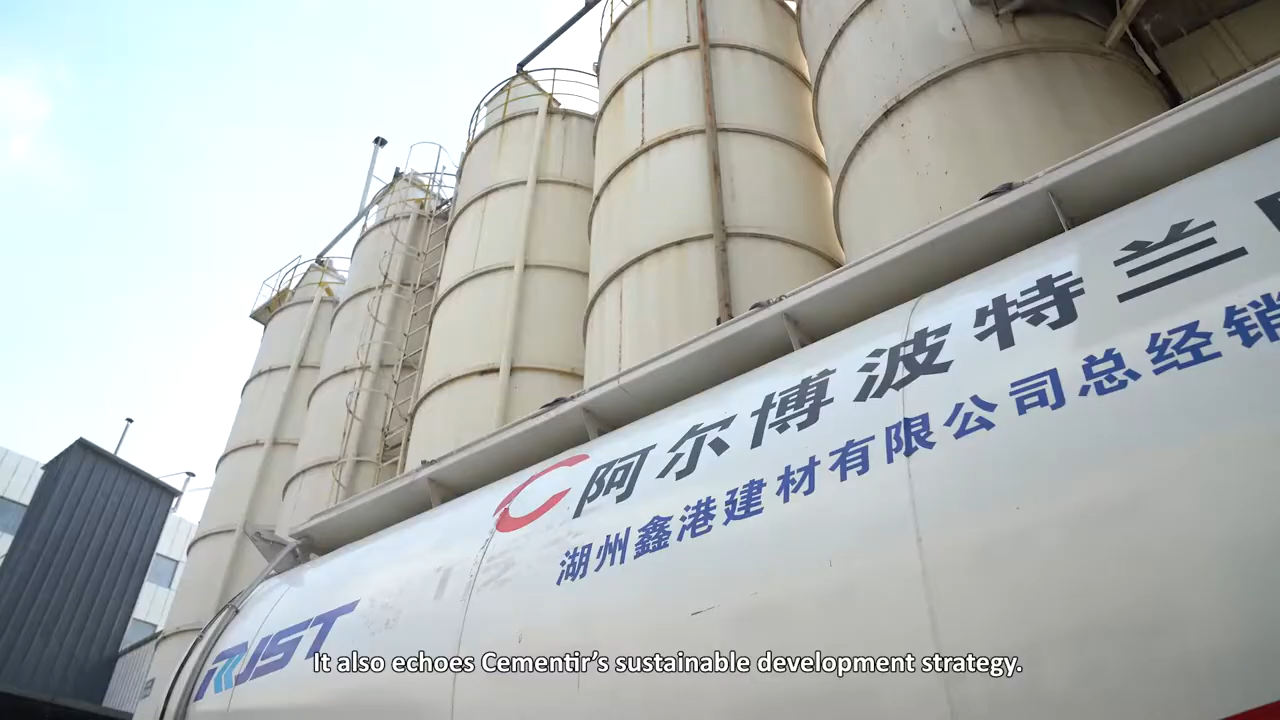 阿尔博波特兰
湖州鑫港建材有限公司总经销
It also echoes Cementir's sustainable development strategy.